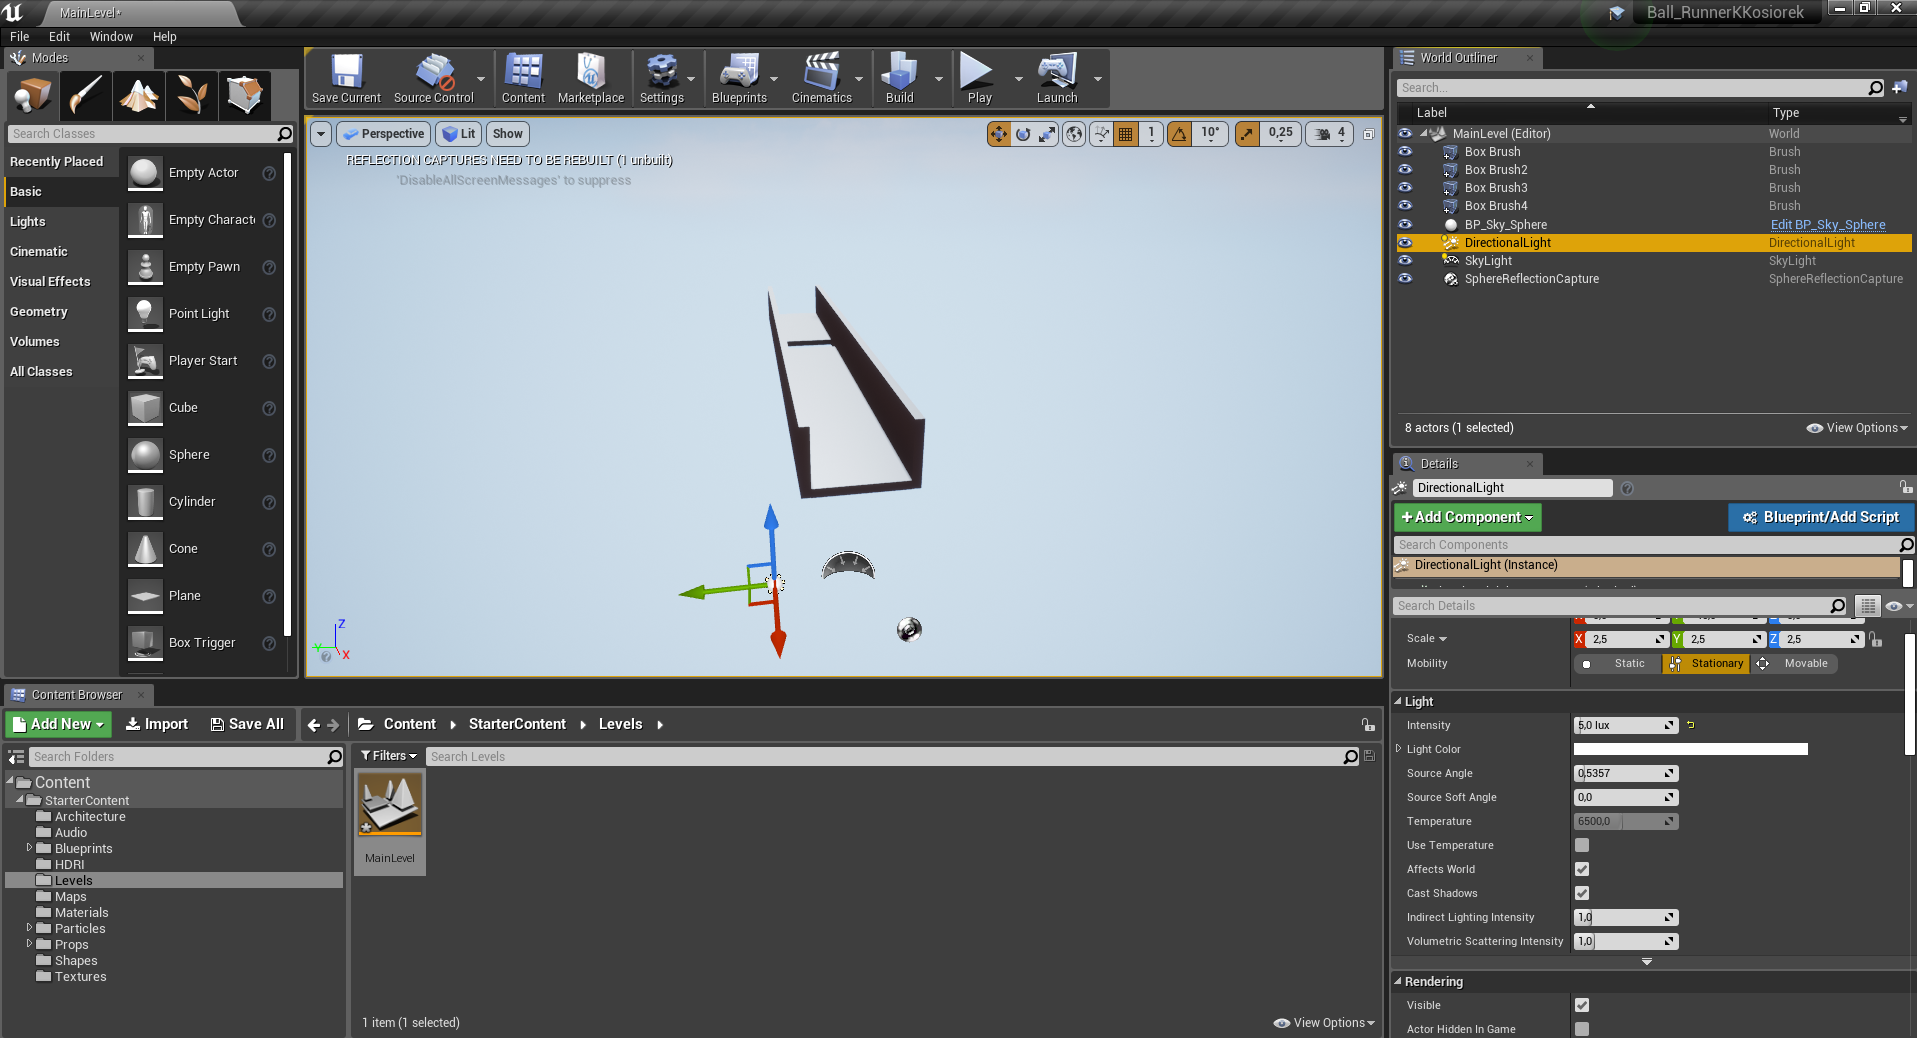 MainLevel*
Ball_RunnerKKosiorek
File Edit Window Help
Modes
Search Classes
Recently Placed
Basic
Lights
Cinematic
Visual Effects
Geometry
Volumes
All Classes
Empty Actor
Empty Charact
Empty Pawn
Point Light
Player Start
Cube
Sphere
Cylinder
Cone
Plane
Box Trigger
Save Current
Source Control
Content
Marketplace
Settings
Blueprints
Cinematics
Build
Play
Launch
Perspective Lit Show
1 10° 0,25 4
REFLECTION CAPTURES NEED TO BE REBUILT (1 unbuilt)
'DisableAllScreenMessages' to suppress
Z
Y
X
World Outliner
Search...
Label Type
MainLevel (Editor) World
Box Brush Brush
Box Brush2 Brush
Box Brush3 Brush
Box Brush4 Brush
BP_Sky_Sphere Edit BP_Sky_Sphere
DirectionalLight DirectionalLight
SkyLight SkyLight
SphereReflectionCapture SphereReflectionCapture
8 actors (1 selected)
View Options
Details
DirectionalLight
+Add Component
Blueprint/Add Script
Search Components
DirectionalLight (Instance)
Search Details
Scale X 2,5 Y 2,5 Z 2,5
Mobility Static Stationary Movable
Light
Intensity 5,0 lux
Light Color
Source Angle 0,5357
Source Soft Angle 0,0
Temperature 6500,0
Use Temperature
Affects World
Cast Shadows
Indirect Lighting Intensity 1,0
Volumetric Scattering Intensity 1,0
Rendering
Visible
Actor Hidden In Game
Content Browser
Add New Import Save All
Content StarterContent Levels
Search Folders
Filters Search Levels
Content
StarterContent
Architecture
Audio
Blueprints
HDRI
Levels
Maps
Materials
Particles
Props
Shapes
Textures
MainLevel
1 item (1 selected)
View Options